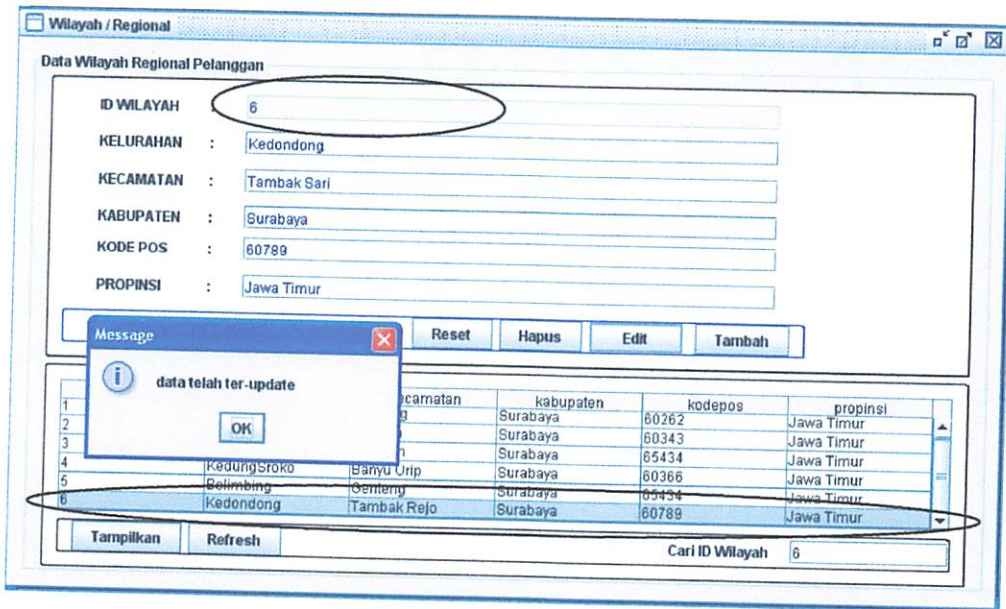 Wilayah / Regional
Data Wilayah Regional Pelanggan
ID WILAYAH : 6
KELURAHAN : Kedondong
KECAMATAN : Tambak Sari
KABUPATEN : Surabaya
KODE POS : 60789
PROPINSI : Jawa Timur
Reset Hapus Edit Tambah
Message
data telah ter-update
OK
ecamatan kabupaten kodepos propinsi
1 g Surabaya 60262 Jawa Timur
2 Surabaya 60343 Jawa Timur
3 Surabaya 65434 Jawa Timur
4 KedungSroko Banyu Urip Surabaya 60366 Jawa Timur
5 Belimbing Genteng Surabaya 65434 Jawa Timur
6 Kedondong Tambak Rejo Surabaya 60789 Jawa Timur
Tampilkan Refresh Cari ID Wilayah 6